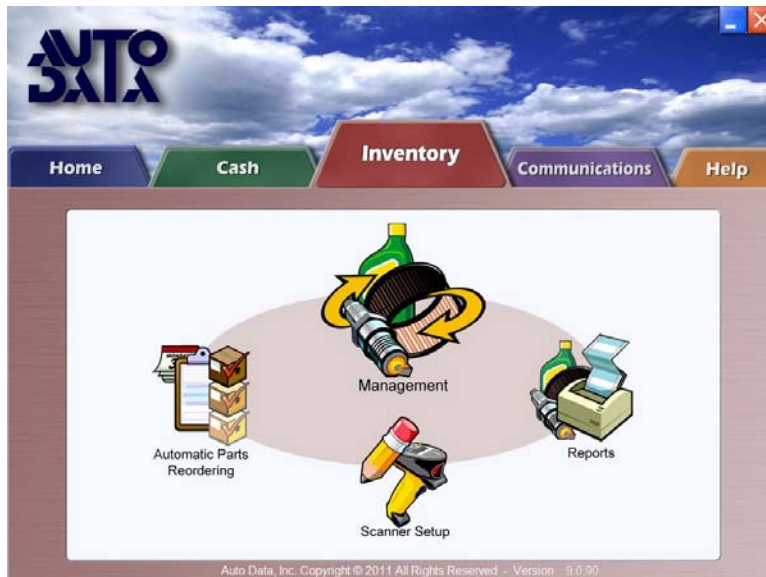 AUTO
DATA
Home
Cash
Inventory
Communications
Help
Management
Automatic Parts
Reordering
Reports
Scanner Setup
Auto Data, Inc. Copyright © 2011 All Rights Reserved - Version 9.0.90